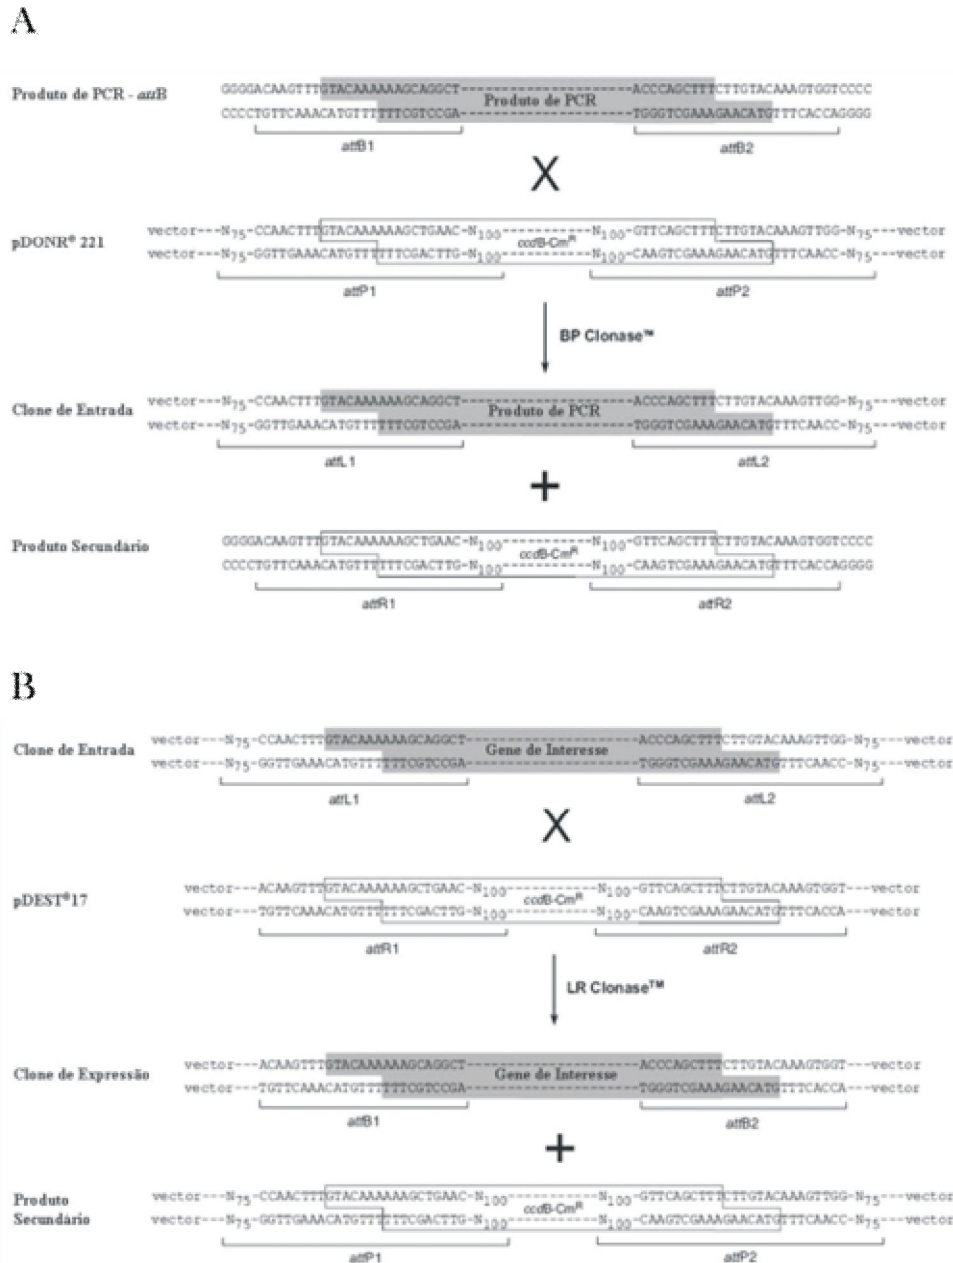 A
Produto de PCR - attB
GGGGACAAGTTTGTACAAAAAAGCAGGCT-----------------------ACCCAGCTTTCTTGTACAAAGTGGTCCCC
Produto de PCR
CCCCTGTTCAAACATGTTTTTTCGTCCGA-----------------------TGGGTCGAAAGAACATGTTTCACCAGGGG
attB1
attB2
X
pDONR® 221
vector---N75-CCAACTTTGTACAAAAAAGCTGAAC-N100------------N100-GTTCAGCTTTCTTGTACAAAGTTGG-N75---vector
ccdB-CmR
vector---N75-GGTTGAAACATGTTTTTTCGACTTG-N100------------N100-CAAGTCGAAAGAACATGTTTCAACC-N75---vector
attP1
attP2
BP Clonase™
Clone de Entrada
vector---N75-CCAACTTTGTACAAAAAAGCAGGCT-----------------------ACCCAGCTTTCTTGTACAAAGTTGG-N75---vector
Produto de PCR
vector---N75-GGTTGAAACATGTTTTTTCGTCCGA-----------------------TGGGTCGAAAGAACATGTTTCAACC-N75---vector
attL1
attL2
+
Produto Secundário
GGGGACAAGTTTGTACAAAAAAGCTGAAC-N100------------N100-GTTCAGCTTTCTTGTACAAAGTGGTCCCC
ccdB-CmR
CCCCTGTTCAAACATGTTTTTTCGACTTG-N100------------N100-CAAGTCGAAAGAACATGTTTCACCAGGGG
attR1
attR2
B
Clone de Entrada
vector---N75-CCAACTTTGTACAAAAAAGCAGGCT-----------------------ACCCAGCTTTCTTGTACAAAGTTGG-N75---vector
Gene de Interesse
vector---N75-GGTTGAAACATGTTTTTTCGTCCGA-----------------------TGGGTCGAAAGAACATGTTTCAACC-N75---vector
attL1
attL2
X
pDEST®17
vector---ACAAGTTTGTACAAAAAAGCTGAAC-N100------------N100-GTTCAGCTTTCTTGTACAAAGTGGT---vector
ccdB-CmR
vector---TGTTCAAACATGTTTTTTCGACTTG-N100------------N100-CAAGTCGAAAGAACATGTTTCACCA---vector
attR1
attR2
LR Clonase™
Clone de Expressão
vector---ACAAGTTTGTACAAAAAAGCAGGCT-----------------------ACCCAGCTTTCTTGTACAAAGTGGT---vector
Gene de Interesse
vector---TGTTCAAACATGTTTTTTCGTCCGA-----------------------TGGGTCGAAAGAACATGTTTCACCA---vector
attB1
attB2
+
Produto
Secundário
vector---N75-CCAACTTTGTACAAAAAAGCTGAAC-N100------------N100-GTTCAGCTTTCTTGTACAAAGTTGG-N75---vector
ccdB-CmR
vector---N75-GGTTGAAACATGTTTTTTCGACTTG-N100------------N100-CAAGTCGAAAGAACATGTTTCAACC-N75---vector
attP1
attP2